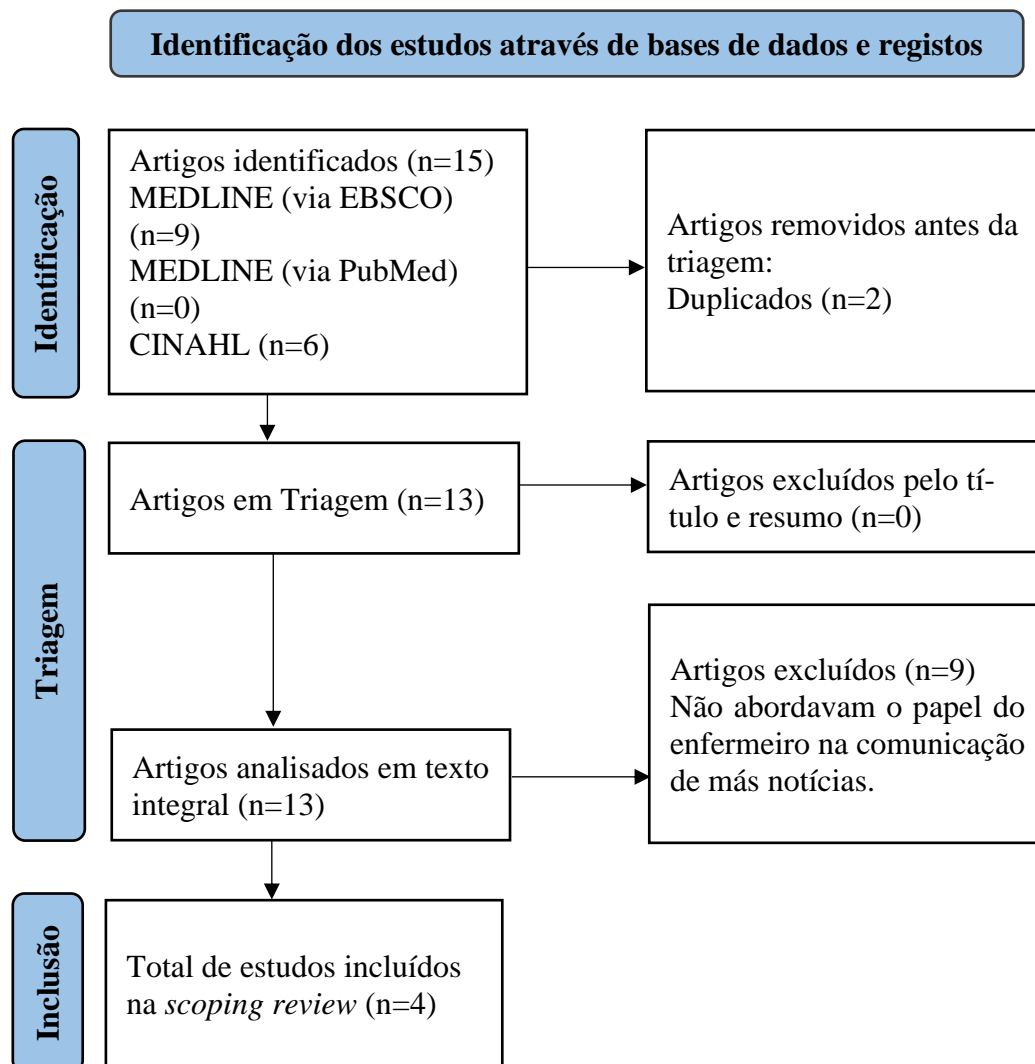 Identificação dos estudos através de bases de dados e registos
Identificação
Artigos identificados (n=15)
MEDLINE (via EBSCO)
(n=9)
MEDLINE (via PubMed)
(n=0)
CINAHL (n=6)
Artigos removidos antes da
triagem:
Duplicados (n=2)
Triagem
Artigos em Triagem (n=13)
Artigos excluídos pelo tí-
tulo e resumo (n=0)
Artigos analisados em texto
integral (n=13)
Artigos excluídos (n=9)
Não abordavam o papel do
enfermeiro na comunicação
de más notícias.
Inclusão
Total de estudos incluídos
na scoping review (n=4)